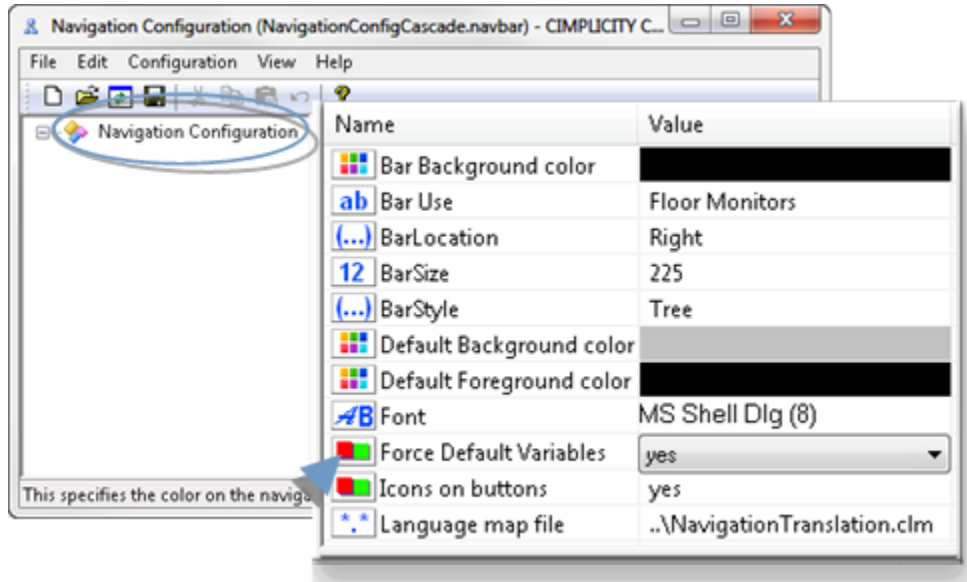 Navigation Configuration (NavigationConfigCascade.navbar) - CIMPLICITY C...
File Edit Configuration View Help
Navigation Configuration
Name Value
Bar Background color
ab Bar Use Floor Monitors
(...) BarLocation Right
12 BarSize 225
(...) BarStyle Tree
Default Background color
Default Foreground color
AB Font MS Shell Dlg (8)
Force Default Variables yes
Icons on buttons yes
*.* Language map file ..\NavigationTranslation.clm
This specifies the color on the naviga